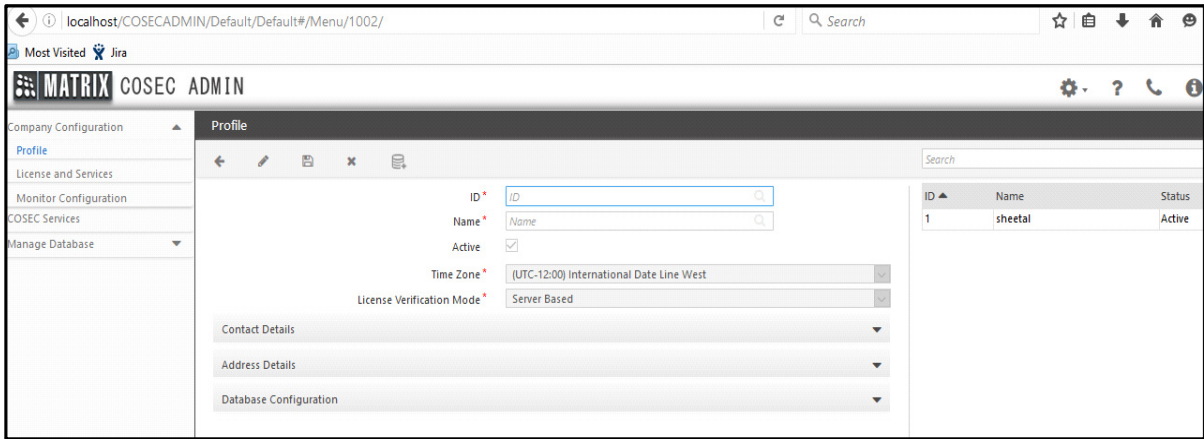 localhost/COSECADMIN/Default/Default#/Menu/1002/
Search
Most Visited Jira
MATRIX COSEC ADMIN
?
Company Configuration
Profile
License and Services
Monitor Configuration
COSEC Services
Manage Database
Profile
ID*
ID
Name*
Name
Active
Time Zone*
(UTC-12:00) International Date Line West
License Verification Mode*
Server Based
Contact Details
Address Details
Database Configuration
Search
ID Name Status
1 sheetal Active